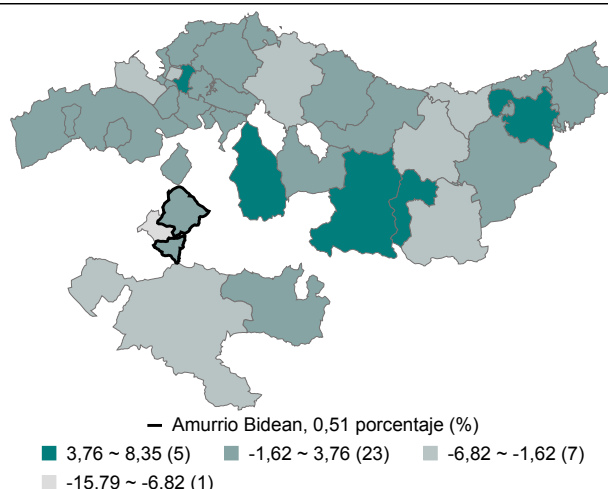 Amurrio Bidean, 0,51 porcentaje (%)
3,76 ~ 8,35 (5) -1,62 ~ 3,76 (23) -6,82 ~ -1,62 (7)
-15,79 ~ -6,82 (1)